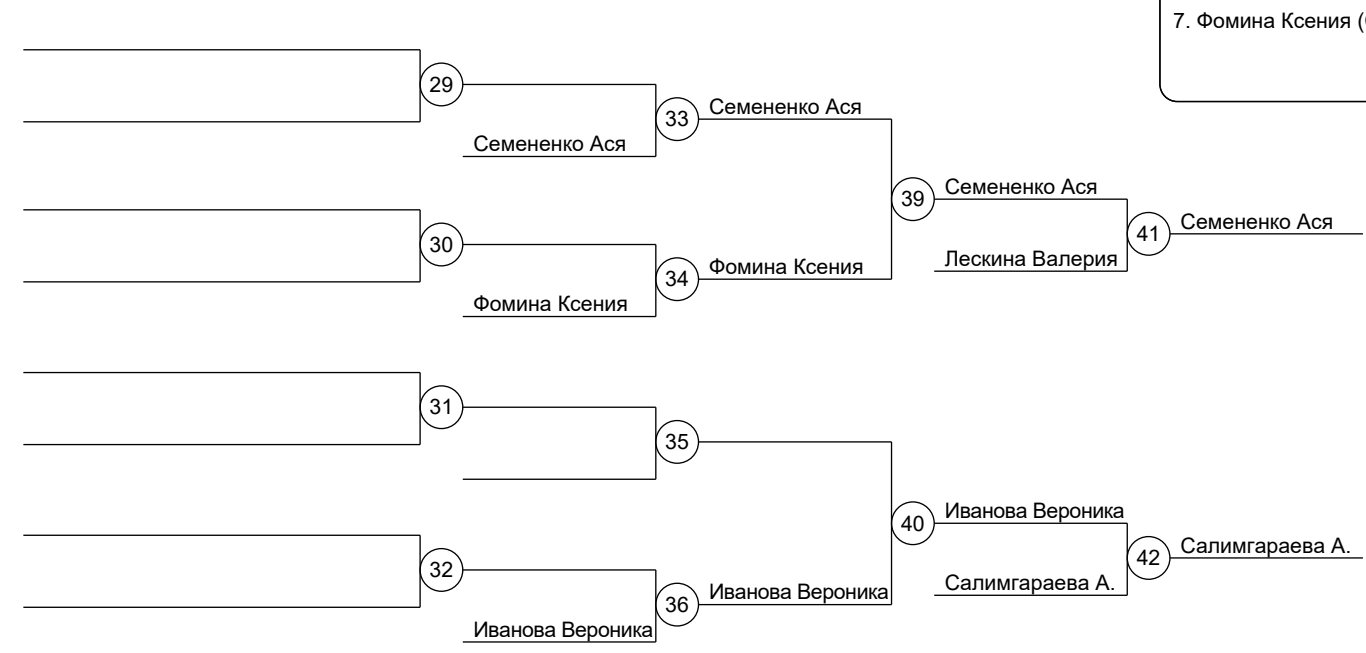 7. Фомина Ксения (
29
33
Семененко Ася
Семененко Ася
39
Семененко Ася
30
41
Семененко Ася
34
Фомина Ксения
Лескина Валерия
Фомина Ксения
31
35
40
Иванова Вероника
32
42
Салимгараева А.
36
Иванова Вероника
Салимгараева А.
Иванова Вероника